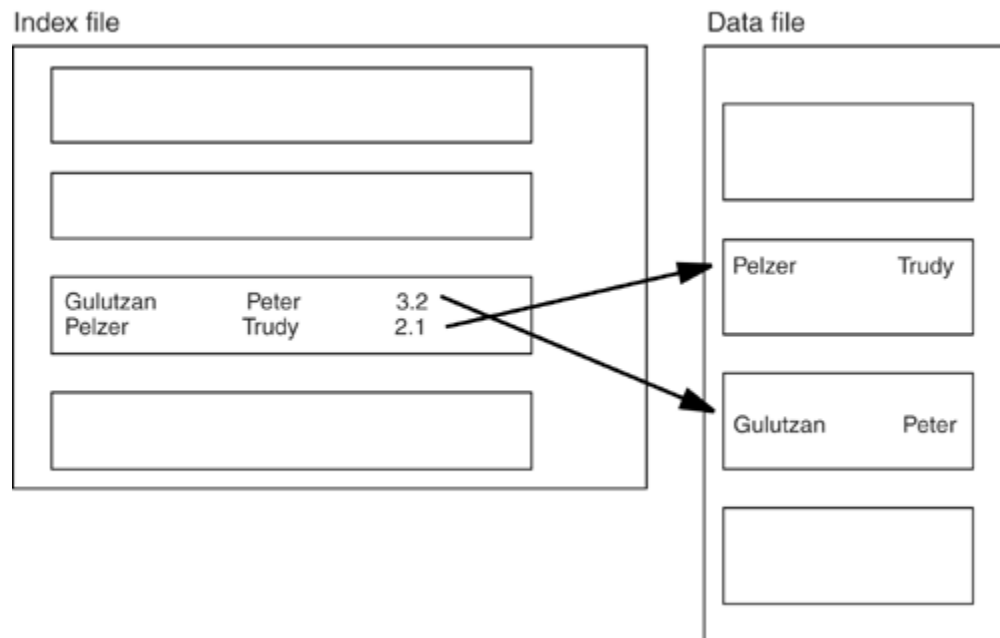 Index file
Gulutzan Peter 3.2
Pelzer Trudy 2.1
Data file
Pelzer Trudy
Gulutzan Peter